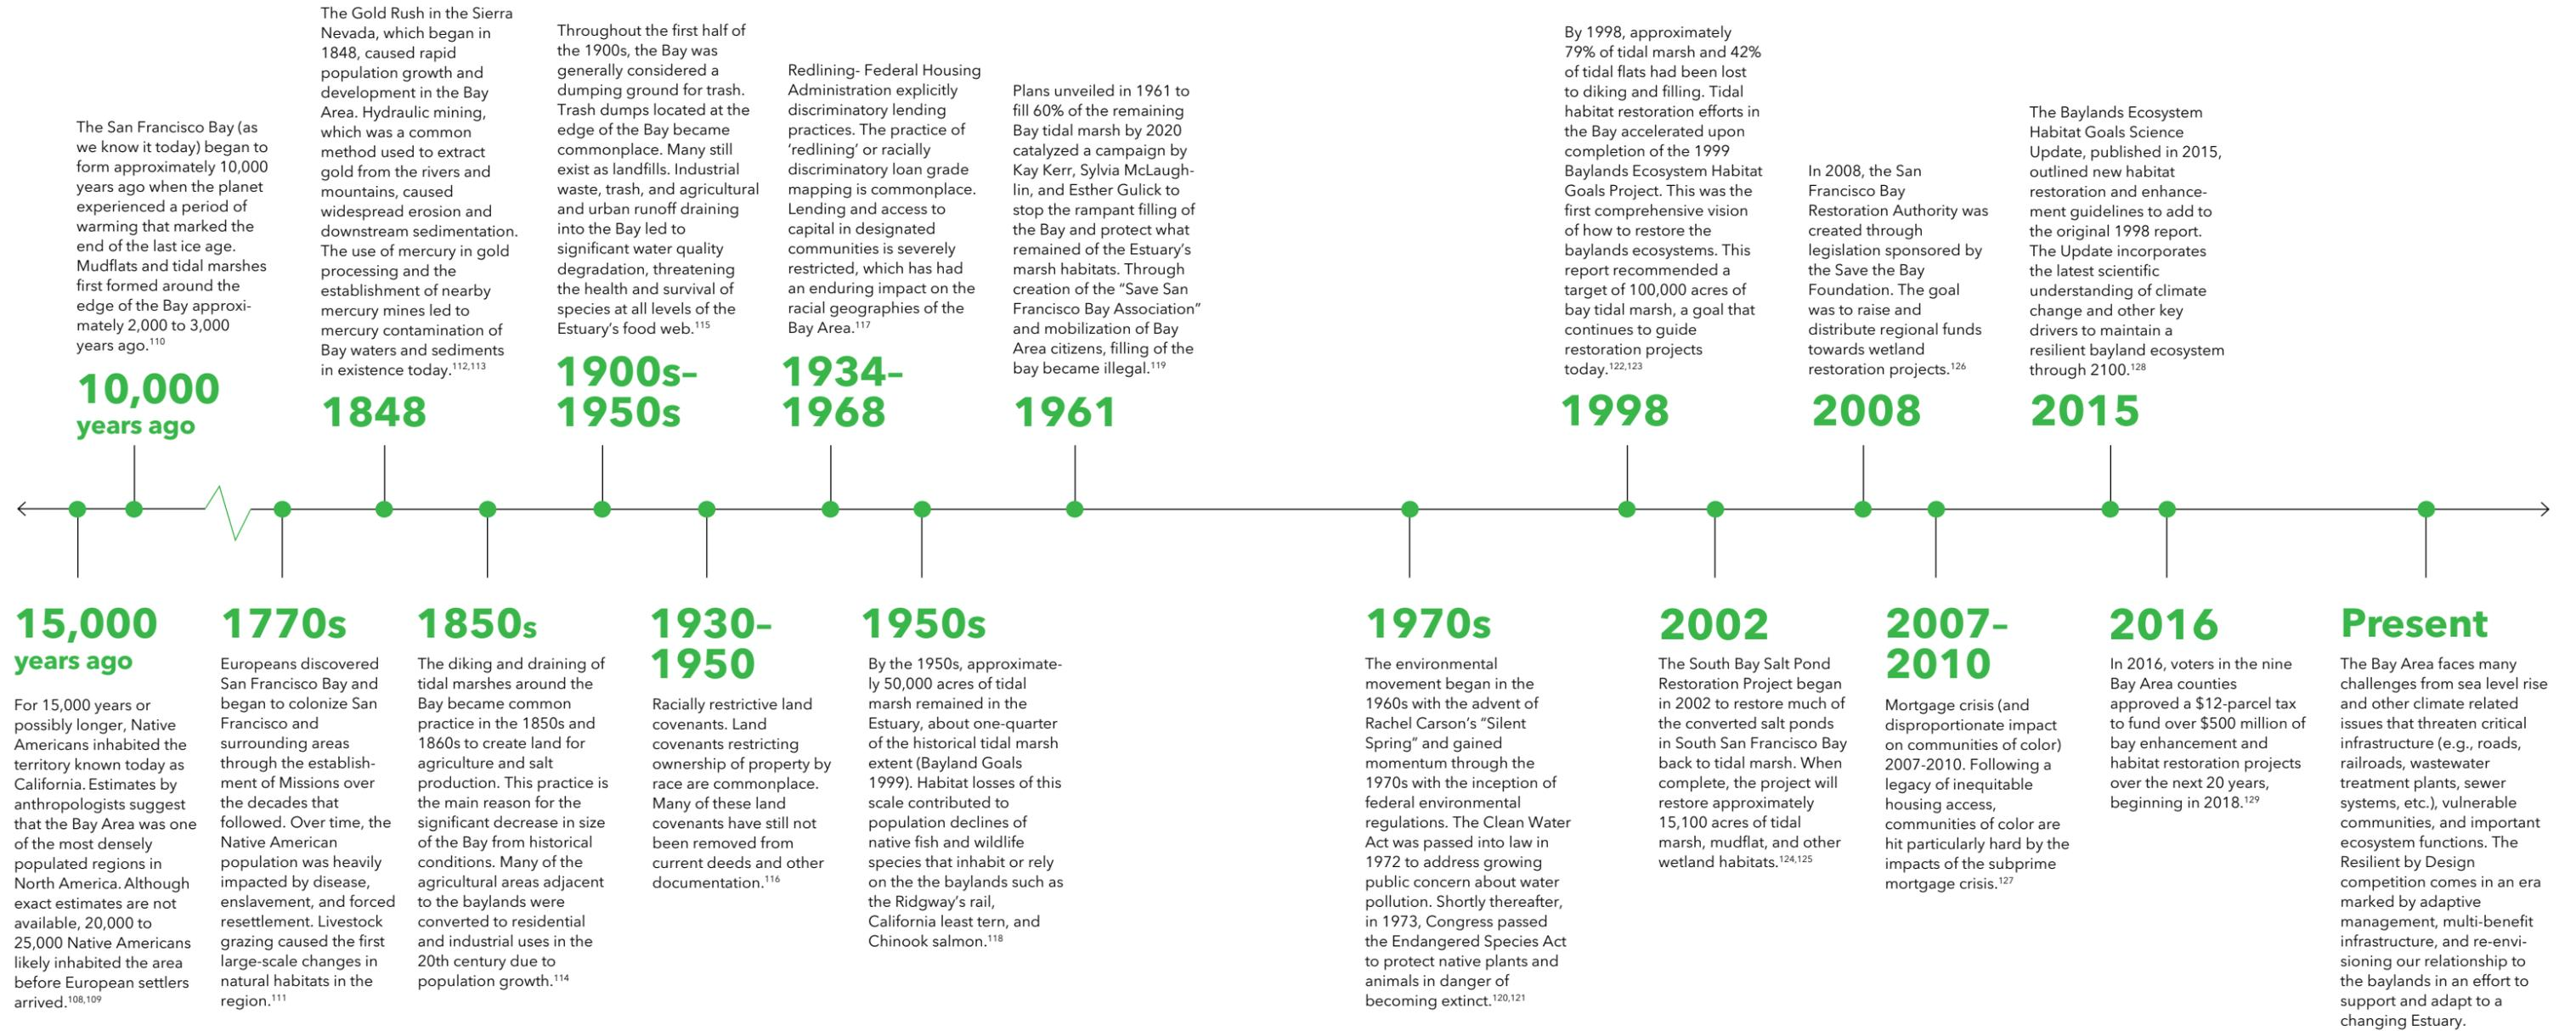 The San Francisco Bay (as
we know it today) began to
form approximately 10,000
years ago when the planet
experienced a period of
warming that marked the
end of the last ice age.
Mudflats and tidal marshes
first formed around the
edge of the Bay approxi-
mately 2,000 to 3,000
years ago.110
10,000
years ago
The Gold Rush in the Sierra
Nevada, which began in
1848, caused rapid
population growth and
development in the Bay
Area. Hydraulic mining,
which was a common
method used to extract
gold from the rivers and
mountains, caused
widespread erosion and
downstream sedimentation.
The use of mercury in gold
processing and the
establishment of nearby
mercury mines led to
mercury contamination of
Bay waters and sediments
in existence today.112,113
1848
Throughout the first half of
the 1900s, the Bay was
generally considered a
dumping ground for trash.
Trash dumps located at the
edge of the Bay became
commonplace. Many still
exist as landfills. Industrial
waste, trash, and agricultural
and urban runoff draining
into the Bay led to
significant water quality
degradation, threatening
the health and survival of
species at all levels of the
Estuary's food web.115
1900s–
1950s
Redlining- Federal Housing
Administration explicitly
discriminatory lending
practices. The practice of
‘redlining’ or racially
discriminatory loan grade
mapping is commonplace.
Lending and access to
capital in designated
communities is severely
restricted, which has had
an enduring impact on the
racial geographies of the
Bay Area.117
1934–
1968
Plans unveiled in 1961 to
fill 60% of the remaining
Bay tidal marsh by 2020
catalyzed a campaign by
Kay Kerr, Sylvia McLaugh-
lin, and Esther Gulick to
stop the rampant filling of
the Bay and protect what
remained of the Estuary's
marsh habitats. Through
creation of the “Save San
Francisco Bay Association”
and mobilization of Bay
Area citizens, filling of the
bay became illegal.119
1961
By 1998, approximately
79% of tidal marsh and 42%
of tidal flats had been lost
to diking and filling. Tidal
habitat restoration efforts in
the Bay accelerated upon
completion of the 1999
Baylands Ecosystem Habitat
Goals Project. This was the
first comprehensive vision
of how to restore the
baylands ecosystems. This
report recommended a
target of 100,000 acres of
bay tidal marsh, a goal that
continues to guide
restoration projects
today.122,123
1998
In 2008, the San
Francisco Bay
Restoration Authority was
created through
legislation sponsored by
the Save the Bay
Foundation. The goal
was to raise and
distribute regional funds
towards wetland
restoration projects.126
2008
The Baylands Ecosystem
Habitat Goals Science
Update, published in 2015,
outlined new habitat
restoration and enhance-
ment guidelines to add to
the original 1998 report.
The Update incorporates
the latest scientific
understanding of climate
change and other key
drivers to maintain a
resilient bayland ecosystem
through 2100.128
2015
15,000
years ago
For 15,000 years or
possibly longer, Native
Americans inhabited the
territory known today as
California. Estimates by
anthropologists suggest
that the Bay Area was one
of the most densely
populated regions in
North America. Although
exact estimates are not
available, 20,000 to
25,000 Native Americans
likely inhabited the area
before European settlers
arrived.108,109
1770s
Europeans discovered
San Francisco Bay and
began to colonize San
Francisco and
surrounding areas
through the establish-
ment of Missions over
the decades that
followed. Over time, the
Native American
population was heavily
impacted by disease,
enslavement, and forced
resettlement. Livestock
grazing caused the first
large-scale changes in
natural habitats in the
region.111
1850s
The diking and draining of
tidal marshes around the
Bay became common
practice in the 1850s and
1860s to create land for
agriculture and salt
production. This practice is
the main reason for the
significant decrease in size
of the Bay from historical
conditions. Many of the
agricultural areas adjacent
to the baylands were
converted to residential
and industrial uses in the
20th century due to
population growth.114
1930–
1950
Racially restrictive land
covenants. Land
covenants restricting
ownership of property by
race are commonplace.
Many of these land
covenants have still not
been removed from
current deeds and other
documentation.116
1950s
By the 1950s, approximate-
ly 50,000 acres of tidal
marsh remained in the
Estuary, about one-quarter
of the historical tidal marsh
extent (Bayland Goals
1999). Habitat losses of this
scale contributed to
population declines of
native fish and wildlife
species that inhabit or rely
on the the baylands such as
the Ridgway's rail,
California least tern, and
Chinook salmon.118
1970s
The environmental
movement began in the
1960s with the advent of
Rachel Carson's “Silent
Spring” and gained
momentum through the
1970s with the inception of
federal environmental
regulations. The Clean Water
Act was passed into law in
1972 to address growing
public concern about water
pollution. Shortly thereafter,
in 1973, Congress passed
the Endangered Species Act
to protect native plants and
animals in danger of
becoming extinct.120,121
2002
The South Bay Salt Pond
Restoration Project began
in 2002 to restore much of
the converted salt ponds
in South San Francisco Bay
back to tidal marsh. When
complete, the project will
restore approximately
15,100 acres of tidal
marsh, mudflat, and other
wetland habitats.124,125
2007–
2010
Mortgage crisis (and
disproportionate impact
on communities of color)
2007-2010. Following a
legacy of inequitable
housing access,
communities of color are
hit particularly hard by the
impacts of the subprime
mortgage crisis.127
2016
In 2016, voters in the nine
Bay Area counties
approved a $12-parcel tax
to fund over $500 million of
bay enhancement and
habitat restoration projects
over the next 20 years,
beginning in 2018.129
Present
The Bay Area faces many
challenges from sea level rise
and other climate related
issues that threaten critical
infrastructure (e.g., roads,
railroads, wastewater
treatment plants, sewer
systems, etc.), vulnerable
communities, and important
ecosystem functions. The
Resilient by Design
competition comes in an era
marked by adaptive
management, multi-benefit
infrastructure, and re-envi-
sioning our relationship to
the baylands in an effort to
support and adapt to a
changing Estuary.